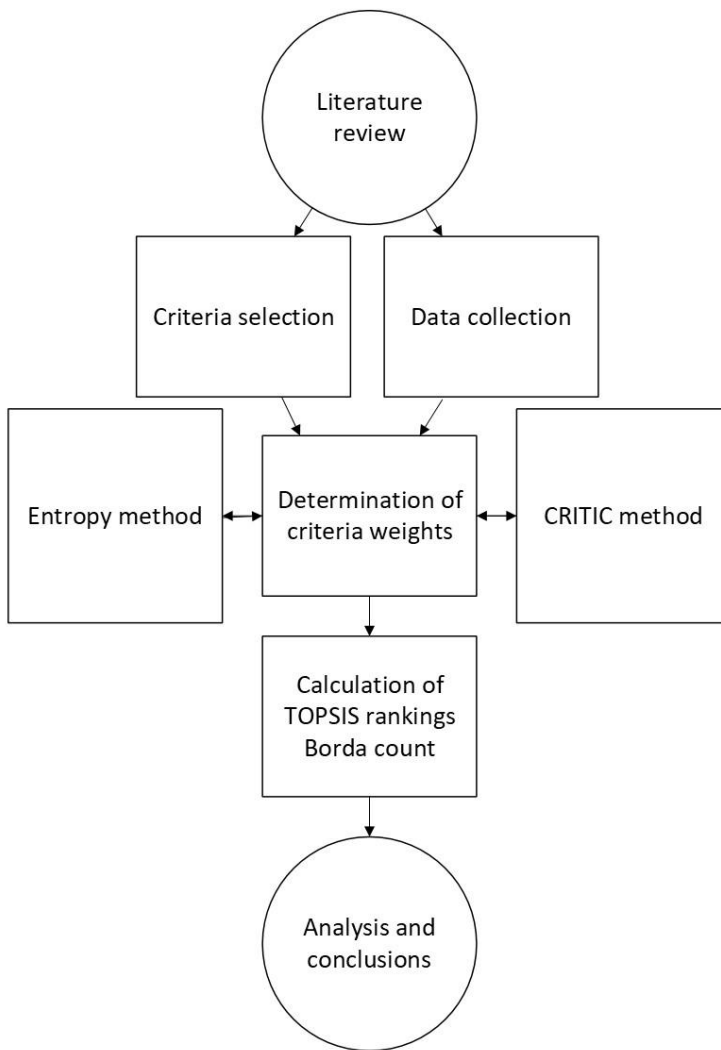 Literature
review
Criteria selection
Data collection
Entropy method
Determination of
criteria weights
CRITIC method
Calculation of
TOPSIS rankings
Borda count
Analysis and
conclusions